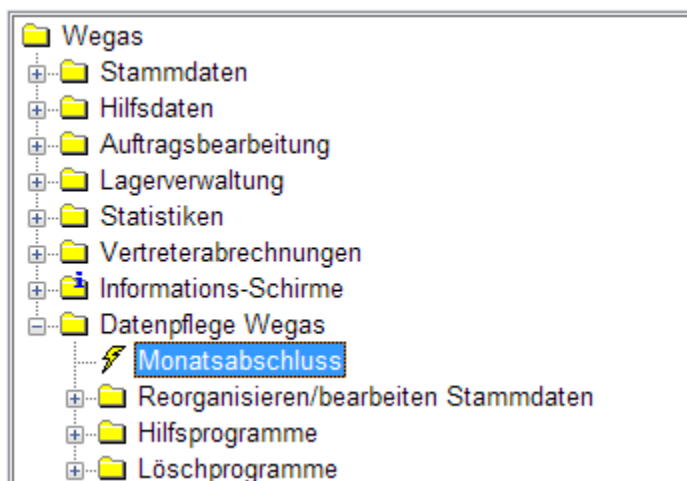 Wegas
Stammdaten
Hilfsdaten
Auftragsbearbeitung
Lagerverwaltung
Statistiken
Vertreterabrechnungen
Informations-Schirme
Datenpflege Wegas
Monatsabschluss
Reorganisieren/bearbeiten Stammdaten
Hilfsprogramme
Löschprogramme